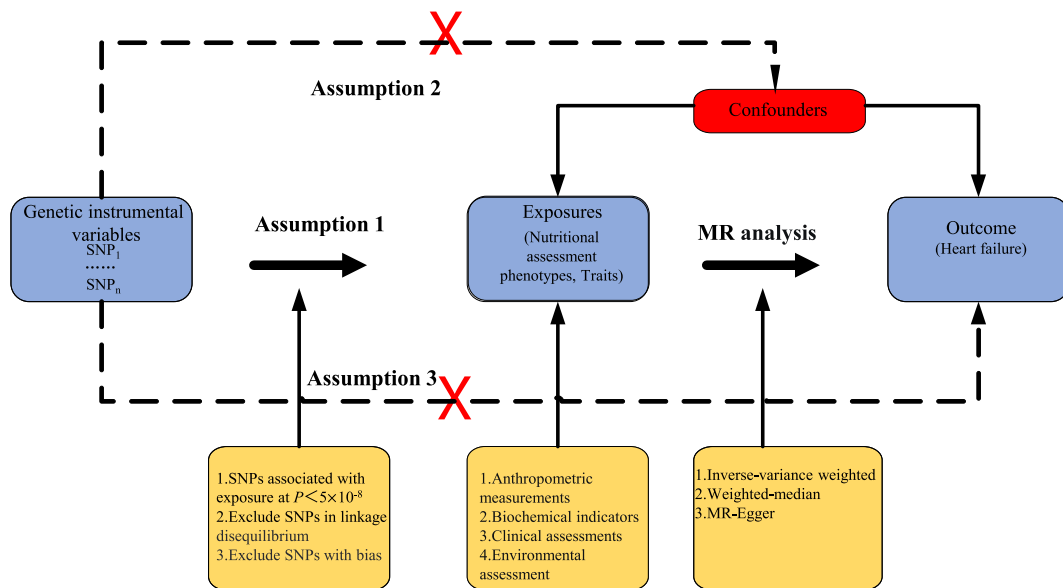 X
Assumption 2
Confounders
Genetic instrumental
variables
SNP₁
......
SNPₙ
Assumption 1
Exposures
(Nutritional
assessment
phenotypes, Traits)
MR analysis
Outcome
(Heart failure)
Assumption 3
X
1.SNPs associated
with
exposure at P<5×10⁻⁸
2.Exclude SNPs in linkage
disequilibrium
3.Exclude SNPs with bias
1.Anthropometric
measurements
2.Biochemical indicators
3.Clinical assessments
4.Environmental
assessment
1.Inverse-variance weighted
2.Weighted-median
3.MR-Egger